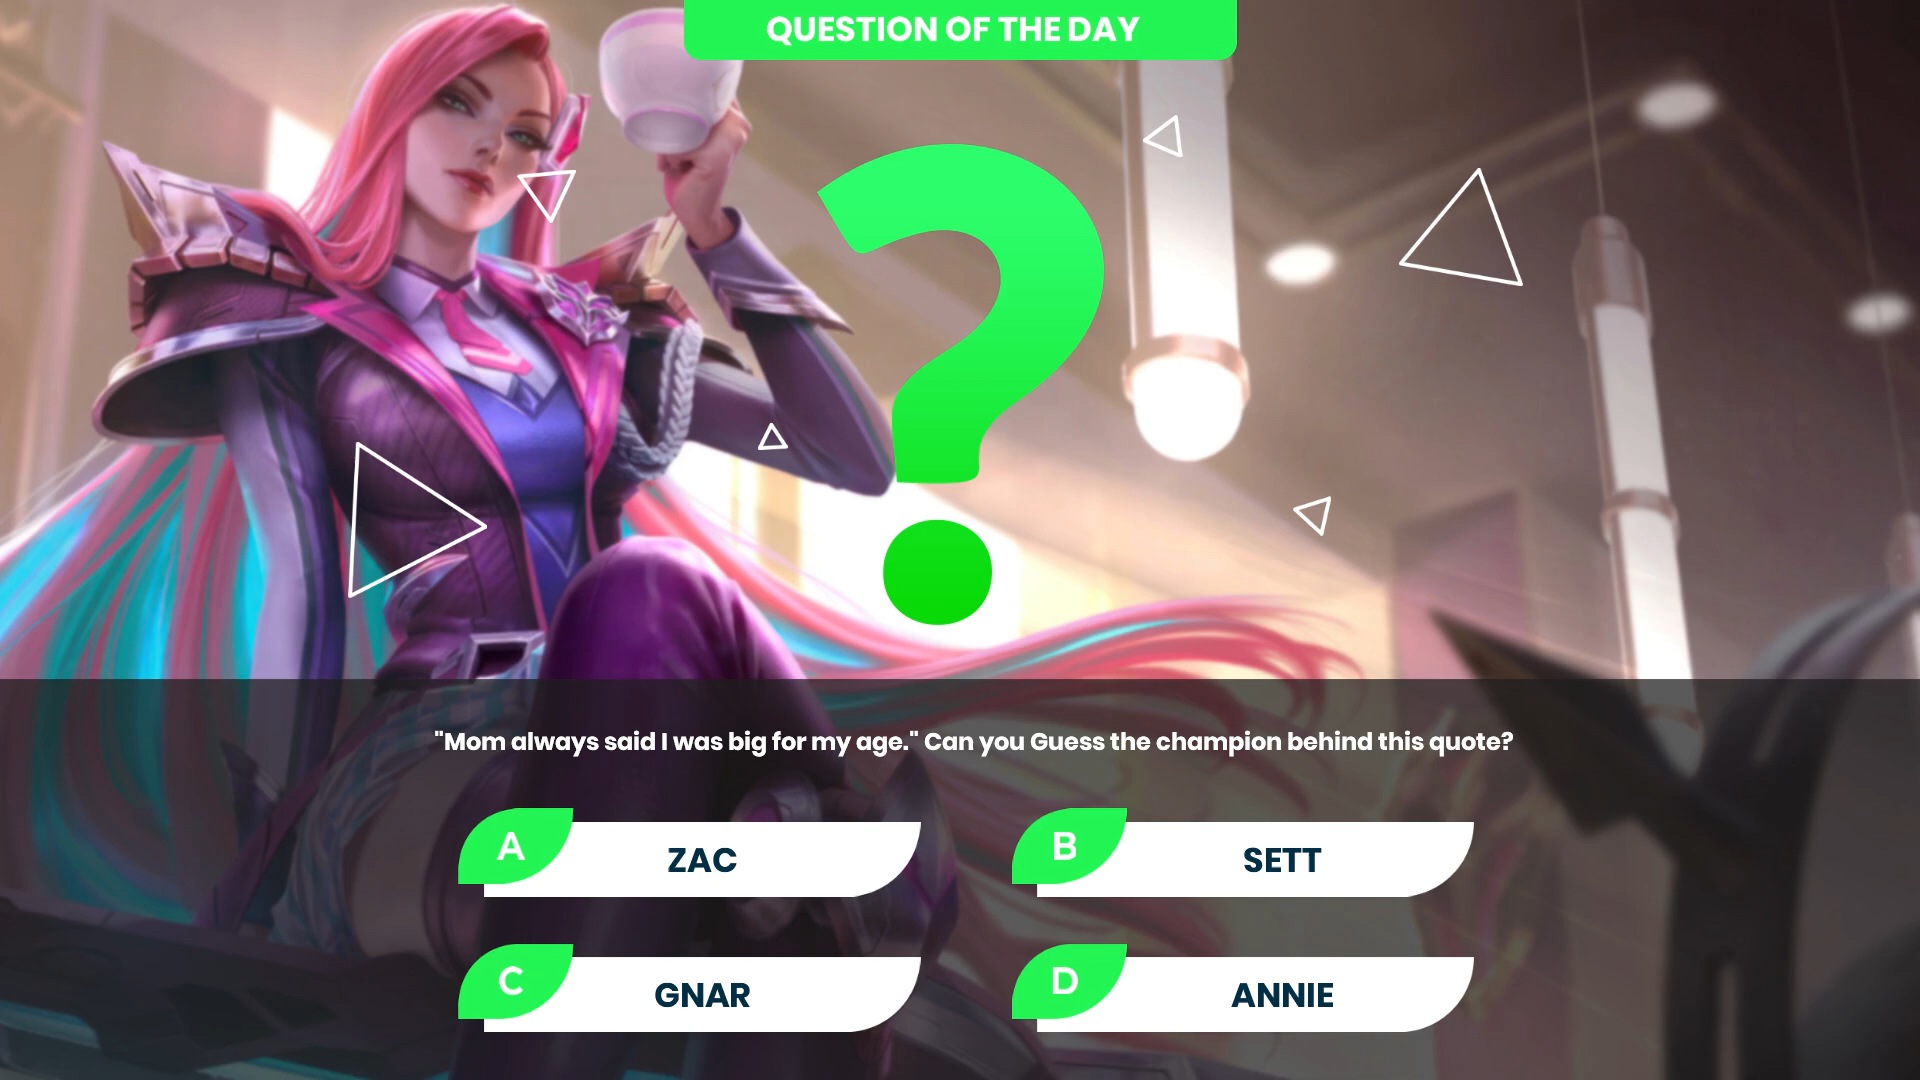 QUESTION OF THE DAY
"Mom always said I was big for my age." Can you Guess the champion behind this quote?
A
ZAC
B
SETT
C
GNAR
D
ANNIE